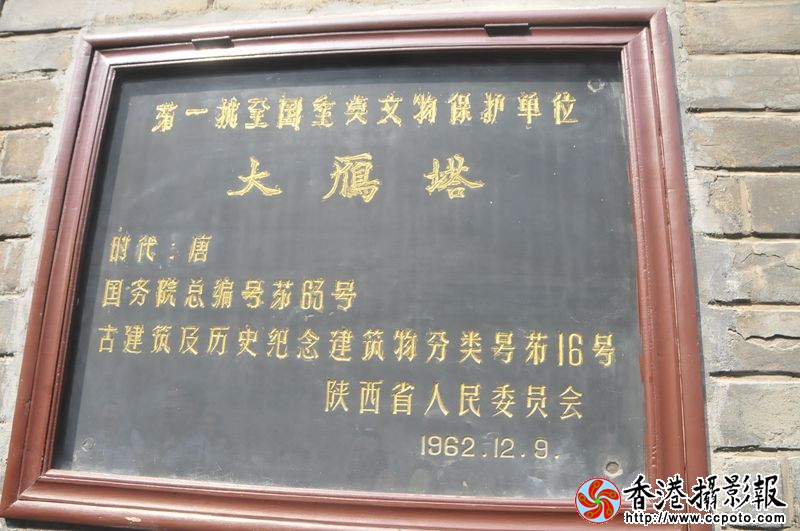 第一批全国重点文物保护单位
大雁塔
时代：唐
国务院总编号第65号
古建筑及历史纪念建筑物分类号第16号
陕西省人民委员会
1962.12.9.
香港攝影報
http://www.ccpoto.com/